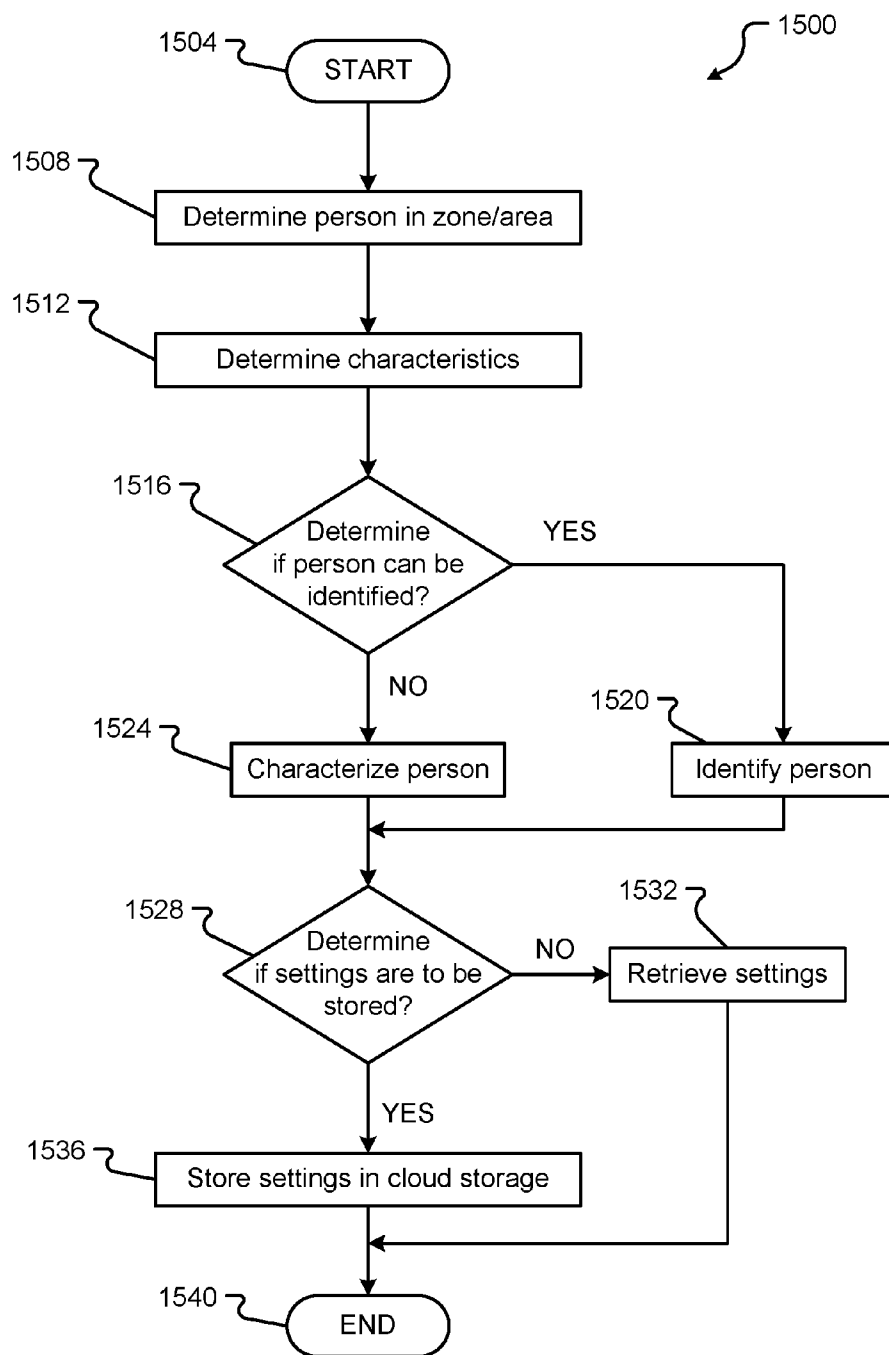 1500
1504
START
1508
Determine person in zone/area
1512
Determine characteristics
1516
Determine
if person can be
identified?
YES
NO
1524
Characterize person
1520
Identify person
1528
Determine
if settings are to be
stored?
NO
1532
Retrieve settings
YES
1536
Store settings in cloud storage
1540
END